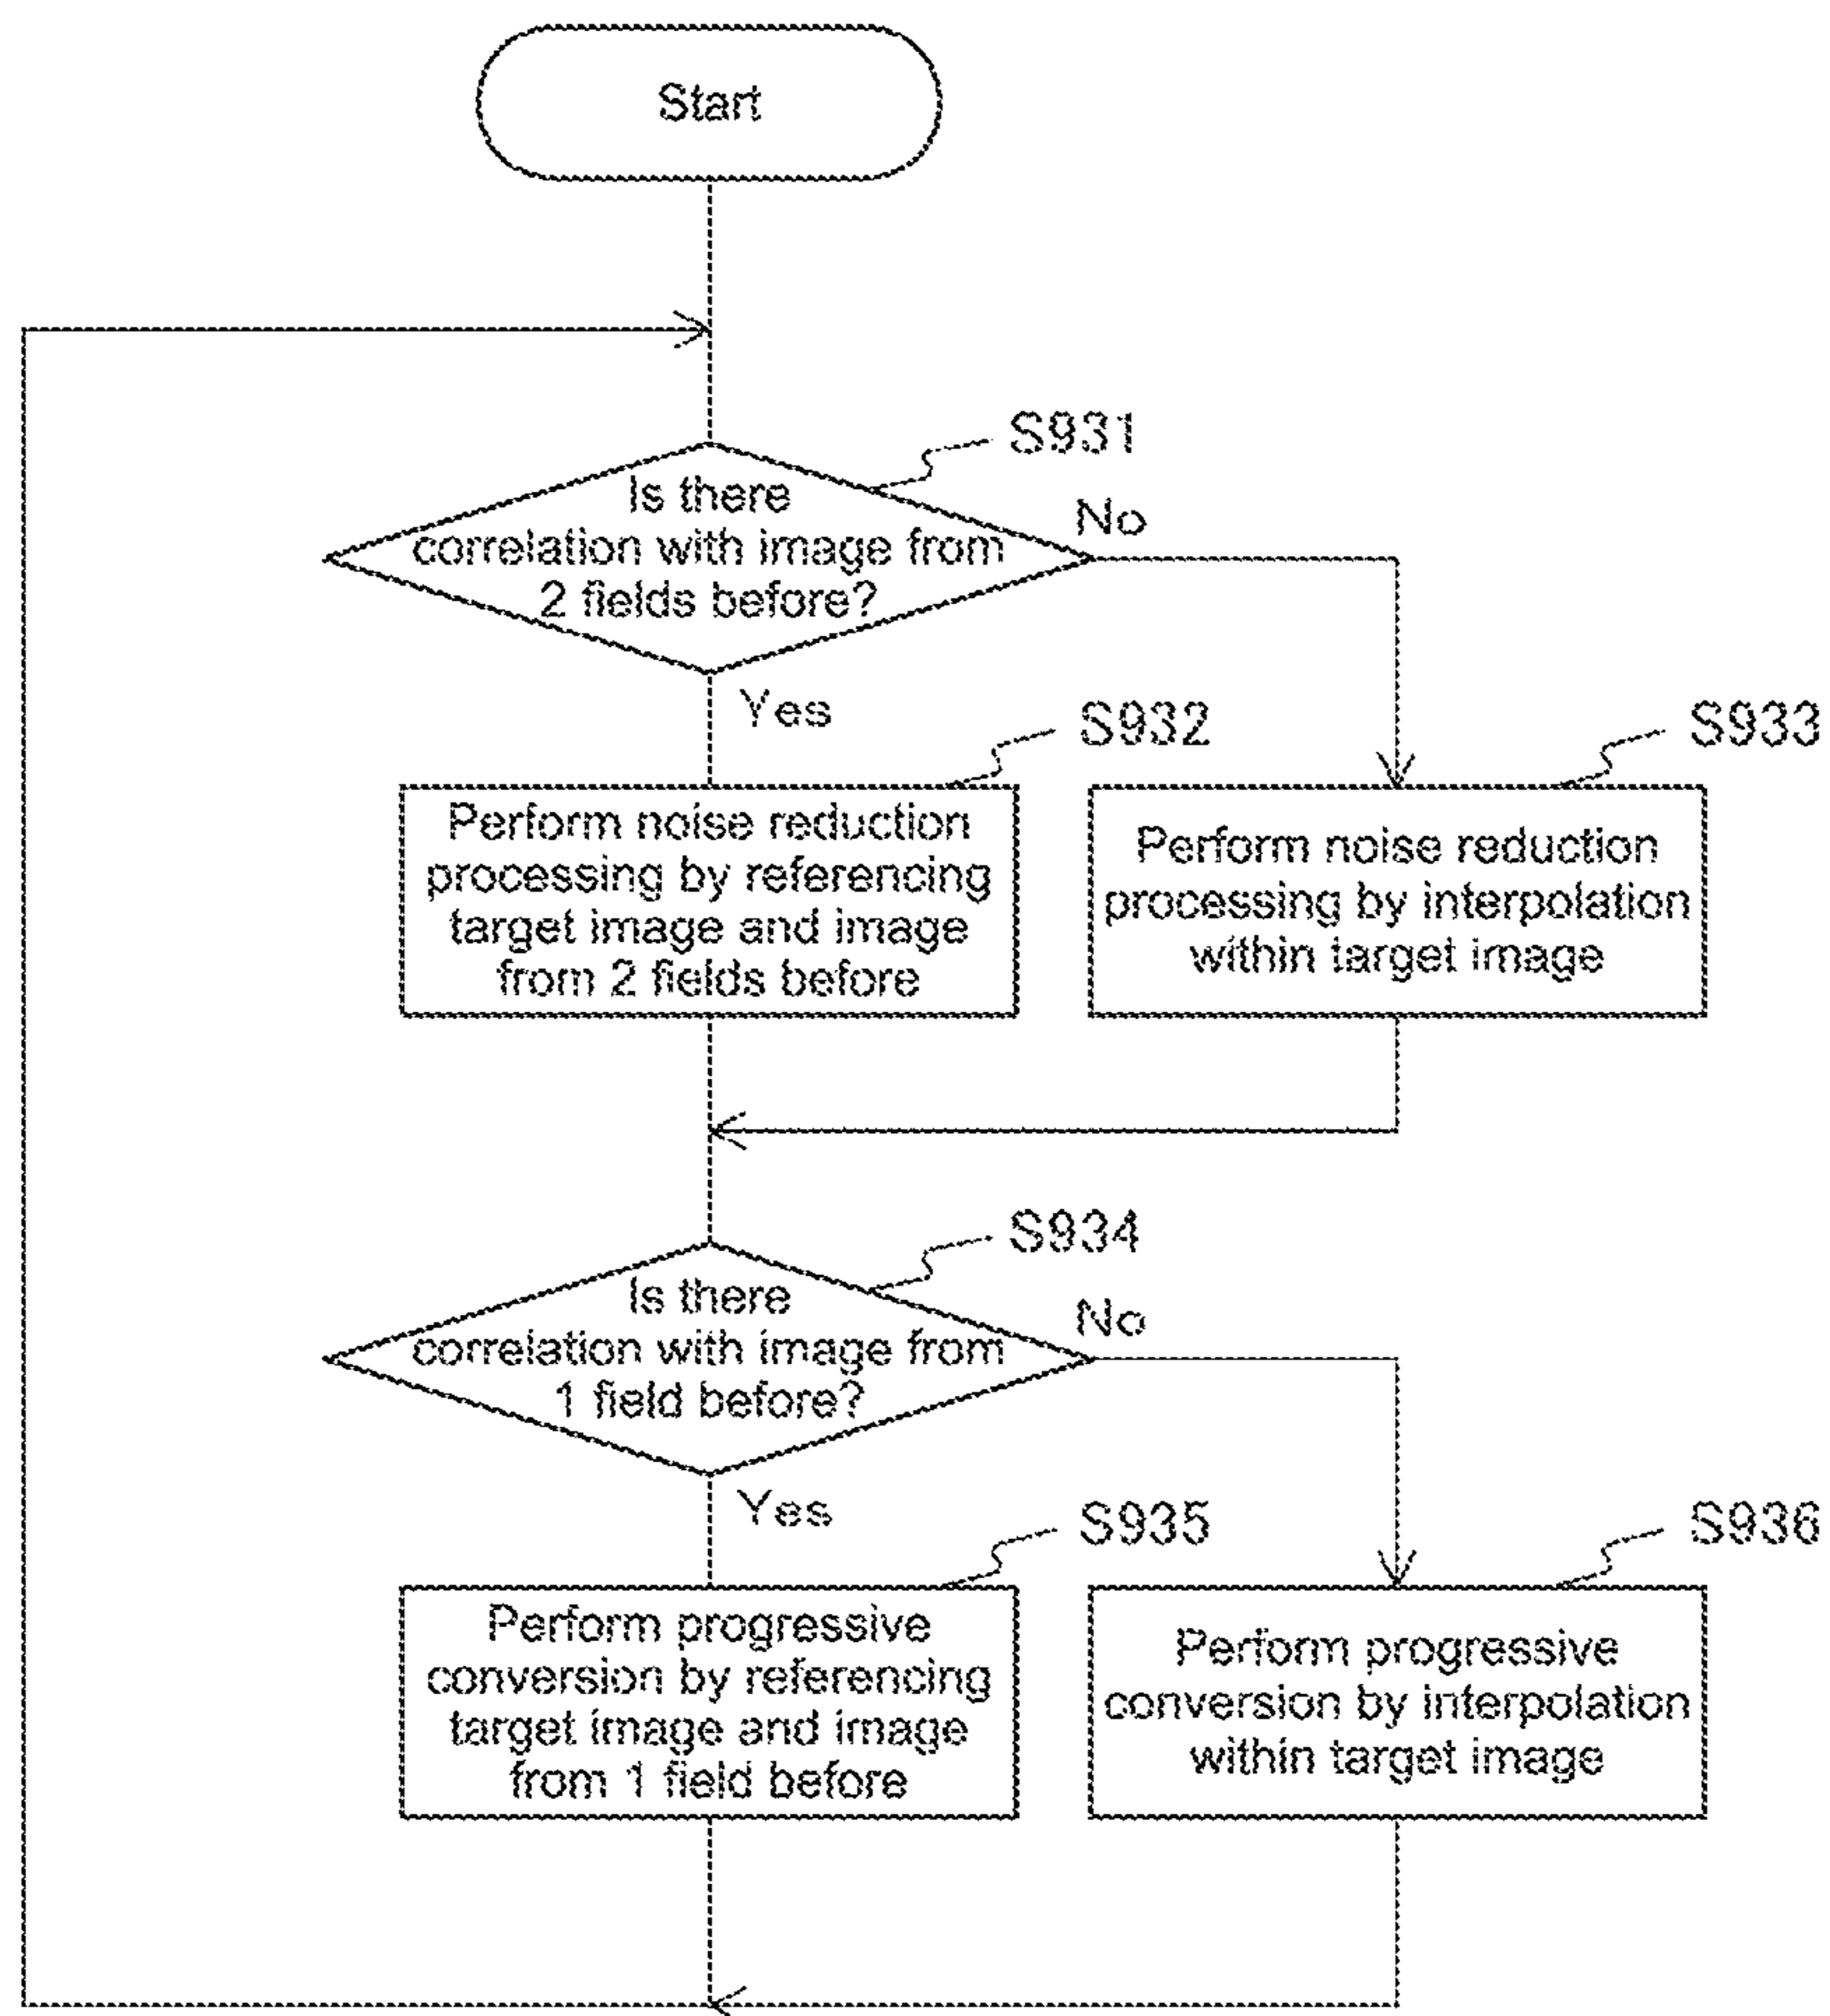 Start
S931
Is there
correlation with image from
2 fields before?
No
Yes
S932
Perform noise reduction
processing by referencing
target image and image
from 2 fields before
S933
Perform noise reduction
processing by interpolation
within target image
S934
Is there
correlation with image from
1 field before?
No
Yes
S935
Perform progressive
conversion by referencing
target image and image
from 1 field before
S936
Perform progressive
conversion by interpolation
within target image